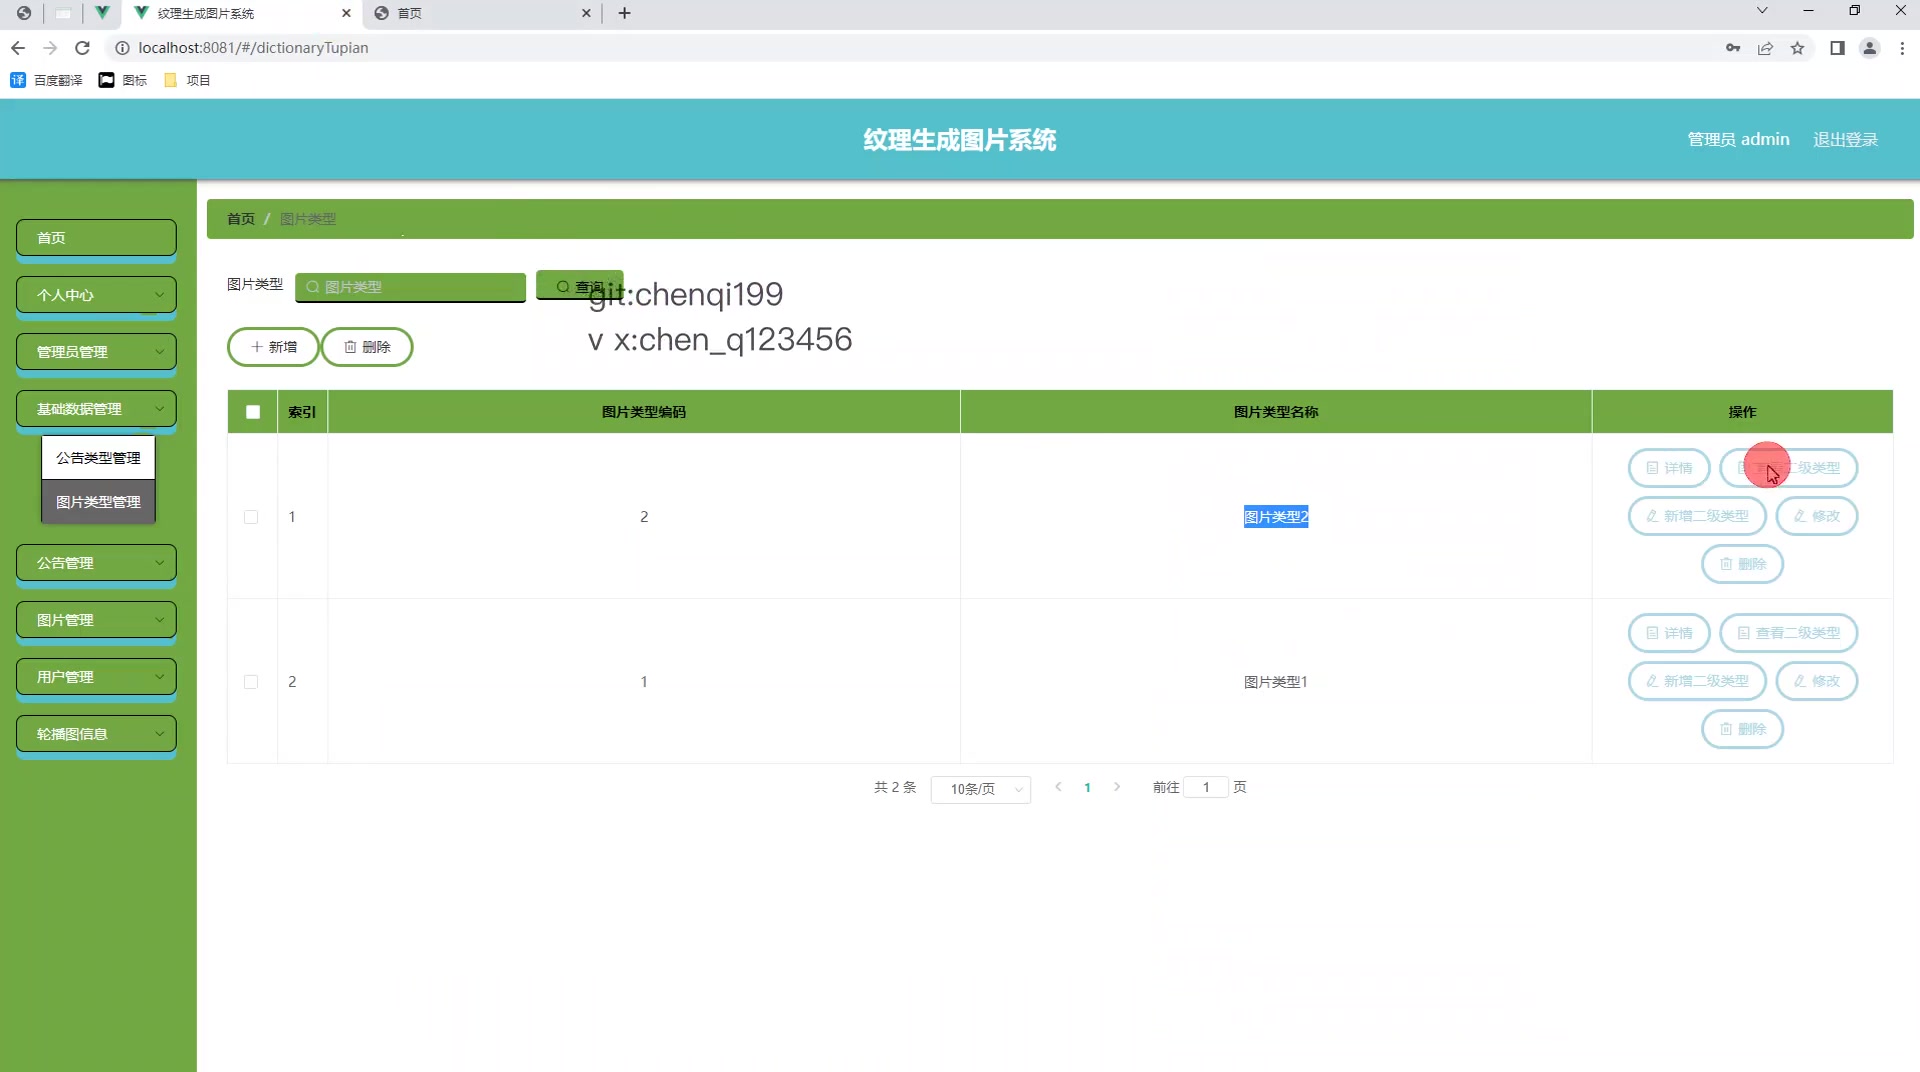 纹理生成图片系统
首页
localhost:8081/#/dictionaryTupian
百度翻译
图标
项目
纹理生成图片系统
管理员 admin
退出登录
首页
个人中心
管理员管理
基础数据管理
公告类型管理
图片类型管理
公告管理
图片管理
用户管理
轮播图信息
首页 / 图片类型
图片类型
图片类型
查询
git:chenqi199
v x:chen_q123456
新增
删除
索引 图片类型编码 图片类型名称 操作
1 2 图片类型2
详情 查看二级类型
新增二级类型 修改
删除
2 1 图片类型1
详情 查看二级类型
新增二级类型 修改
删除
共 2 条 10条/页 1 前往 1 页